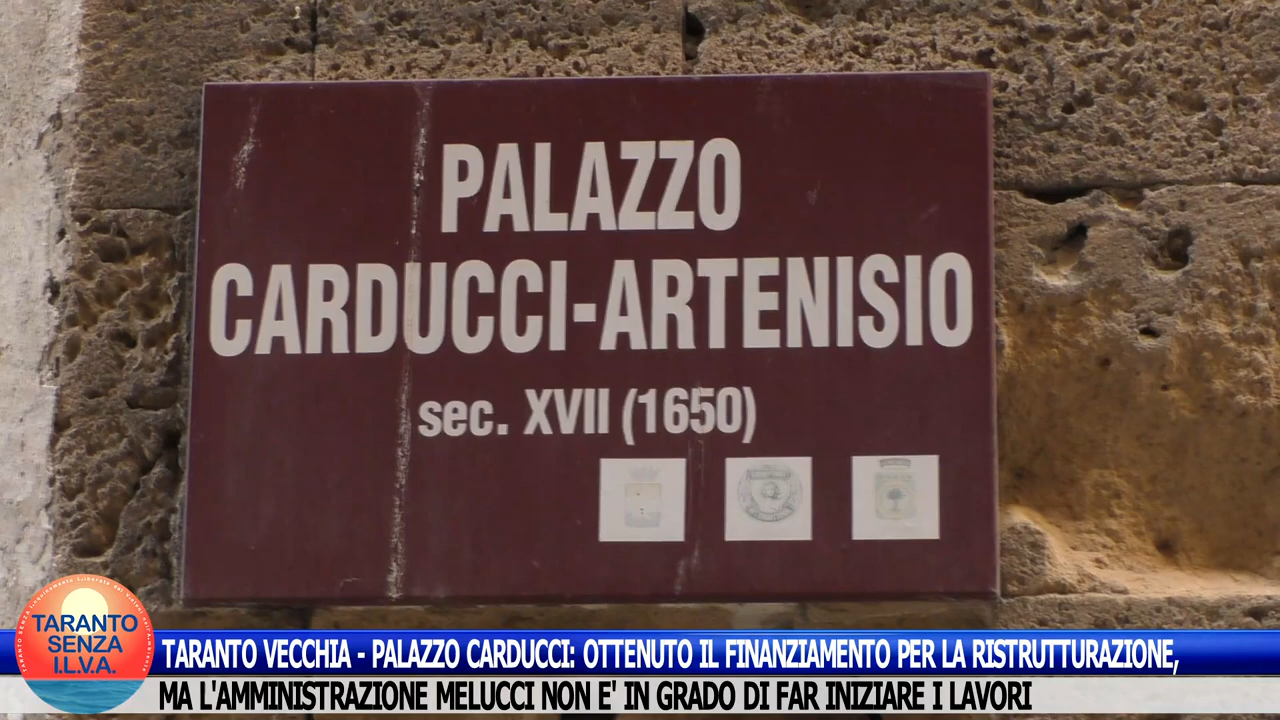 PALAZZO
CARDUCCI-ARTENISIO
sec. XVII (1650)
TARANTO
SENZA
I.L.V.A.
TARANTO VECCHIA - PALAZZO CARDUCCI: OTTENUTO IL FINANZIAMENTO PER LA RISTRUTTURAZIONE,
MA L'AMMINISTRAZIONE MELUCCI NON E' IN GRADO DI FAR INIZIARE I LAVORI